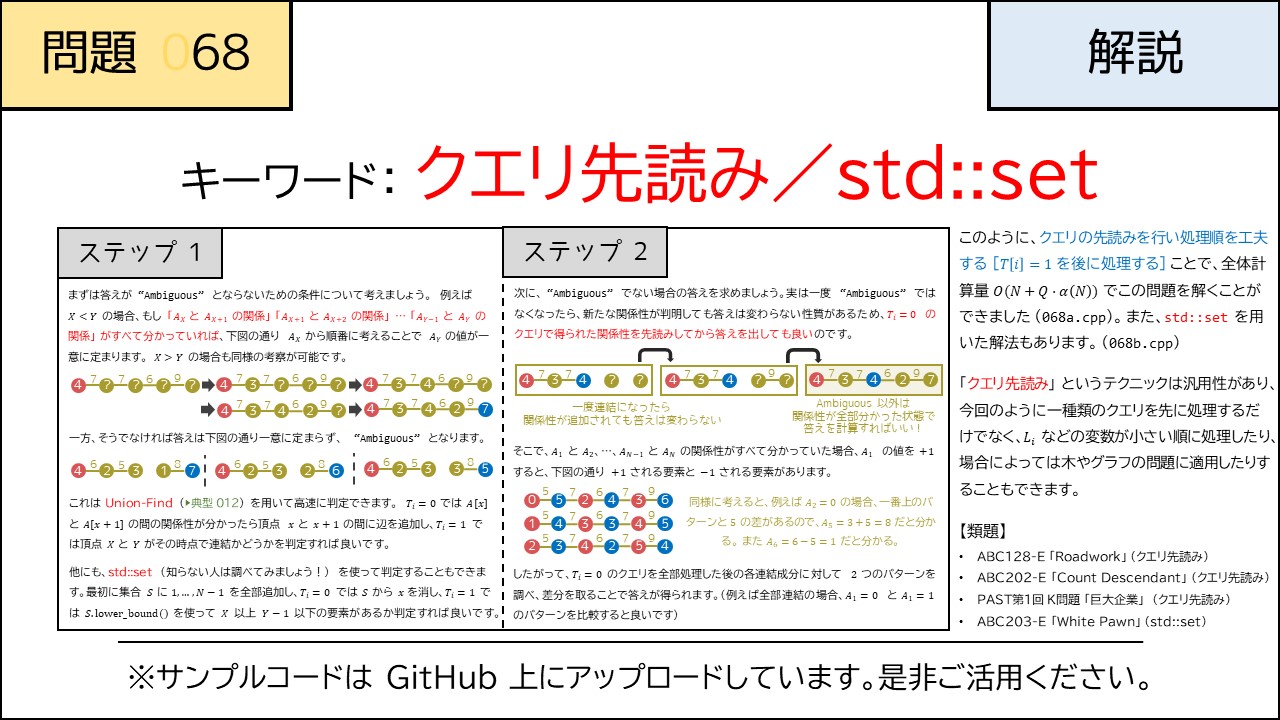 問題 068
解説
キーワード： クエリ先読み／std::set
ステップ 1
まずは答えが “Ambiguous” とならないための条件について考えましょう。 例えば
X < Y の場合、もし「A_X と A_{X+1} の関係」「A_{X+1} と A_{X+2} の関係」…「A_{Y−1} と A_Y の
関係」がすべて分かっていれば、下図の通り A_X から順番に考えることで A_Y の値が一
意に定まります。 X > Y の場合も同様の考察が可能です。
4 7 ? 7 ? 7 ? 6 ? 9 ? ?
4 7 3 7 ? 7 ? 6 ? 9 ?
4 7 3 7 4 6 ? 9 ? ?
4 7 3 7 4 6 2 9 ?
4 7 3 7 4 6 2 9 7
一方、そうでなければ答えは下図の通り一意に定まらず、 “Ambiguous” となります。
4 6 2 5 3 1 8 7
4 6 2 5 3 2 8 6
4 6 2 5 3 3 8 5
これは Union-Find （▶典型 012）を用いて高速に判定できます。 T_i = 0 では A[x]
と A[x + 1] の間の関係性が分かったら頂点 x と x + 1 の間に辺を追加し、T_i = 1 で
は頂点 X と Y がその時点で連結かどうかを判定すれば良いです。
他にも、std::set （知らない人は調べてみましょう！）を使って判定することもできま
す。最初に集合 S に 1, … , N − 1 を全部追加し、T_i = 0 では S から x を消し、T_i = 1 で
は S.lower_bound() を使って X 以上 Y − 1 以下の要素があるか判定すれば良いです。
ステップ 2
次に、“Ambiguous” でない場合の答えを求めましょう。実は一度 “Ambiguous” では
なくなったら、新たな関係性が判明しても答えは変わらない性質があるため、T_i = 0 の
クエリで得られた関係性を先読みしてから答えを出しても良いのです。
4 7 3 7 4 ? ?
4 7 3 7 4 ? 9 ?
4 7 3 7 4 6 2 9 7
一度連結になったら
関係性が追加されても答えは変わらない
Ambiguous 以外は
関係性が全部分かった状態で
答えを計算すればいい！
そこで、A_1 と A_2、…、A_{N−1} と A_N の関係性がすべて分かっていた場合、A_1 の値を +1
すると、下図の通り +1 される要素と −1 される要素があります。
0 5 5 7 2 6 4 7 3 9 6
1 5 4 7 3 6 3 7 4 9 5
2 5 3 7 4 6 2 7 5 9 4
同様に考えると、例えば A_2 = 0 の場合、一番上のパ
ターンと 5 の差があるので、A_5 = 3 + 5 = 8 だと分か
る。また A_6 = 6 − 5 = 1 だと分かる。
したがって、T_i = 0 のクエリを全部処理した後の各連結成分に対して 2 つのパターンを
調べ、差分を取ることで答えが得られます。（例えば全部連結の場合、A_1 = 0 と A_1 = 1
のパターンを比較すると良いです）
このように、クエリの先読みを行い処理順を工夫
する［T[i] = 1 を後に処理する］ことで、全体計
算量 O(N + Q · α(N)) でこの問題を解くことが
できました（068a.cpp）。また、std::set を用
いた解法もあります。（068b.cpp）
「クエリ先読み」というテクニックは汎用性があり、
今回のように一種類のクエリを先に処理するだ
けでなく、L_i などの変数が小さい順に処理したり、
場合によっては木やグラフの問題に適用したりす
ることもできます。
【類題】
• ABC128-E「Roadwork」（クエリ先読み）
• ABC202-E「Count Descendant」（クエリ先読み）
• PAST第1回 K問題 「巨大企業」 （クエリ先読み）
• ABC203-E「White Pawn」（std::set）
※サンプルコードは GitHub 上にアップロードしています。是非ご活用ください。